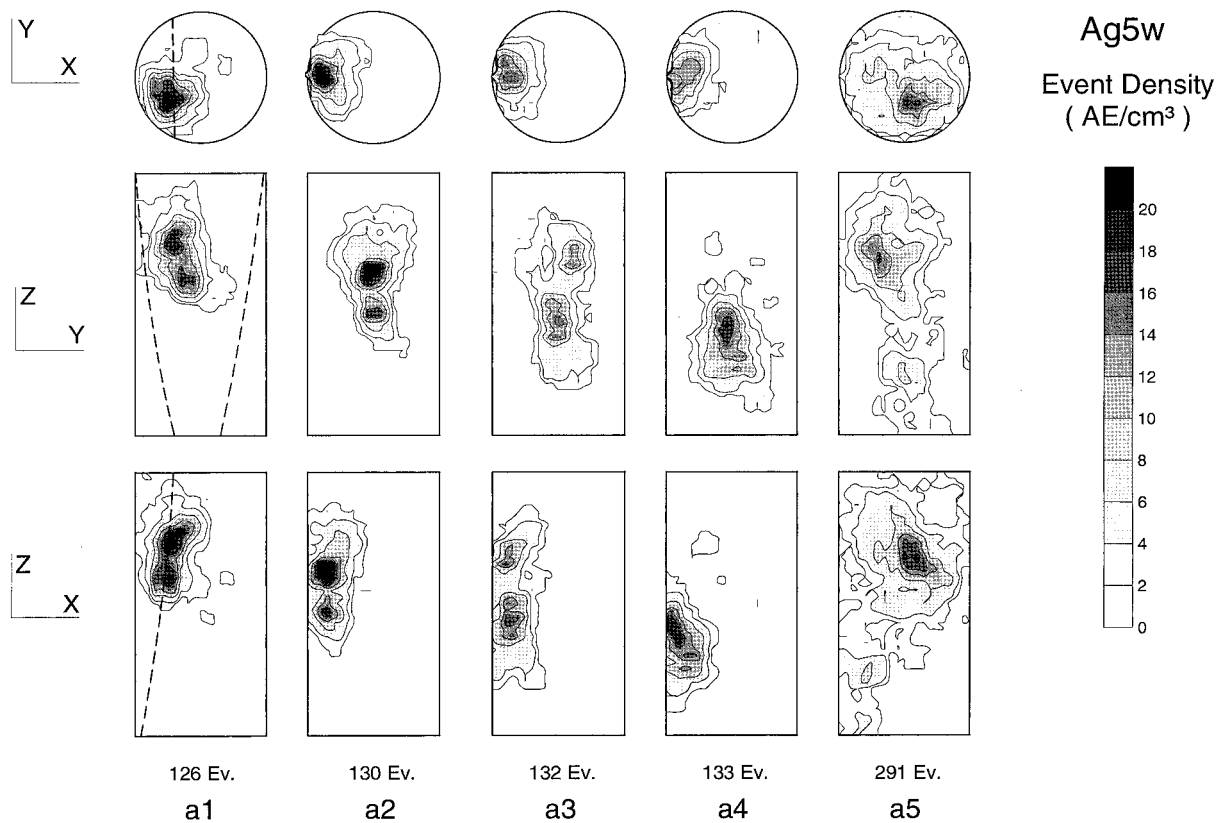 Y
X
Ag5w
Event Density
( AE/cm³ )
Z
Y
20
18
16
14
12
10
8
6
4
2
0
Z
X
126 Ev.
130 Ev.
132 Ev.
133 Ev.
291 Ev.
a1
a2
a3
a4
a5